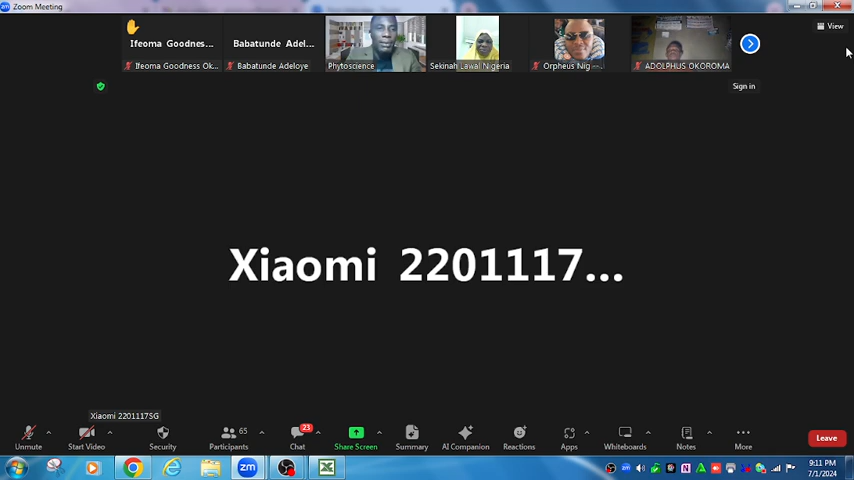 Zoom Meeting
View
Ifeoma Goodnes...
Babatunde Adel...
Ifeoma Goodness Ok...
Babatunde Adeloye
Phytoscience
Sekinah Lawal Nigeria
Orpheus Nig --...
ADOLPHUS OKOROMA
Sign in
Xiaomi 2201117...
Xiaomi 2201117SG
65
23
Unmute
Start Video
Security
Participants
Chat
Share Screen
Summary
AI Companion
Reactions
Apps
Whiteboards
Notes
More
Leave
zm
9:11 PM
7/1/2024